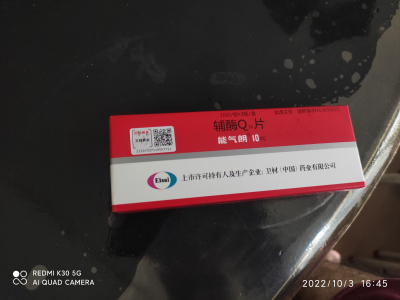 辅酶Q₁₀片
能气朗 10
Eisai
上市许可持有人及生产企业：卫材（中国）药业有限公司
REDMI K30 5G
AI QUAD CAMERA
2022/10/3 16:45